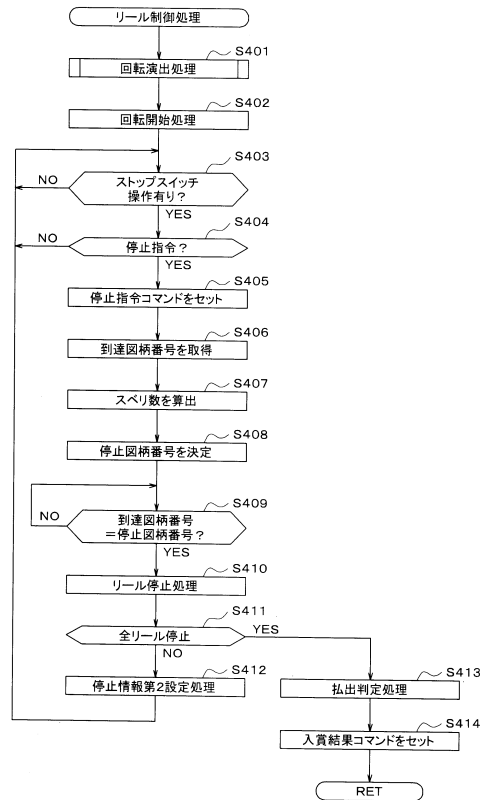 リール制御処理
S401
回転演出処理
S402
回転開始処理
S403
ストップスイッチ
操作有り？
NO
YES
S404
停止指令？
NO
YES
S405
停止指令コマンドをセット
S406
到達図柄番号を取得
S407
スベリ数を算出
S408
停止図柄番号を決定
S409
到達図柄番号
＝停止図柄番号？
NO
YES
S410
リール停止処理
S411
全リール停止
YES
NO
S412
停止情報第2設定処理
S413
払出判定処理
S414
入賞結果コマンドをセット
RET